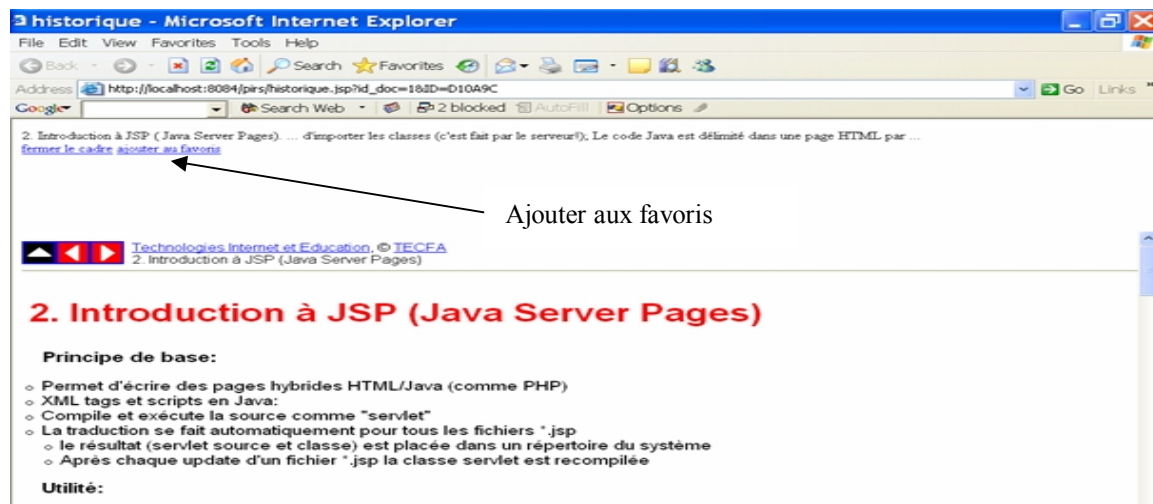 historique - Microsoft Internet Explorer
File Edit View Favorites Tools Help
Back Search Favorites
Address http://localhost:8084/pirs/historique.jsp?id_doc=1&ID=D10A9C Go Links "
Google Search Web 2 blocked AutoFill Options
2. Introduction à JSP ( Java Server Pages). ... d'importer les classes (c'est fait par le serveur!), Le code Java est délimité dans une page HTML par ...
fermer le cadre ajouter au favoris
Ajouter aux favoris
Technologies Internet et Education, © TECFA
2. Introduction à JSP (Java Server Pages)
2. Introduction à JSP (Java Server Pages)
Principe de base:
Permet d'écrire des pages hybrides HTML/Java (comme PHP)
XML tags et scripts en Java:
Compile et exécute la source comme "servlet"
La traduction se fait automatiquement pour tous les fichiers *.jsp
le résultat (servlet source et classe) est placée dans un répertoire du système
Après chaque update d'un fichier *.jsp la classe servlet est recompilée
Utilité: